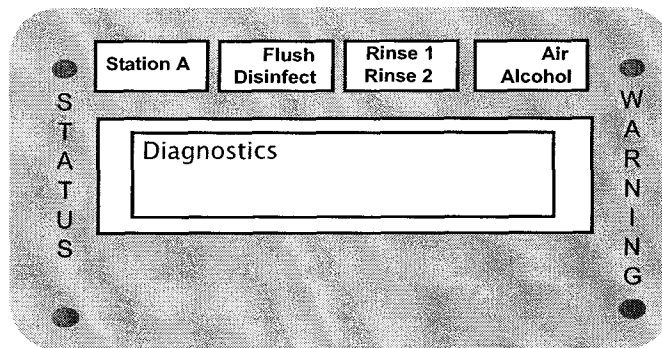 Station A
Flush
Disinfect
Rinse 1
Rinse 2
Air
Alcohol
STATUS
Diagnostics
WARNING